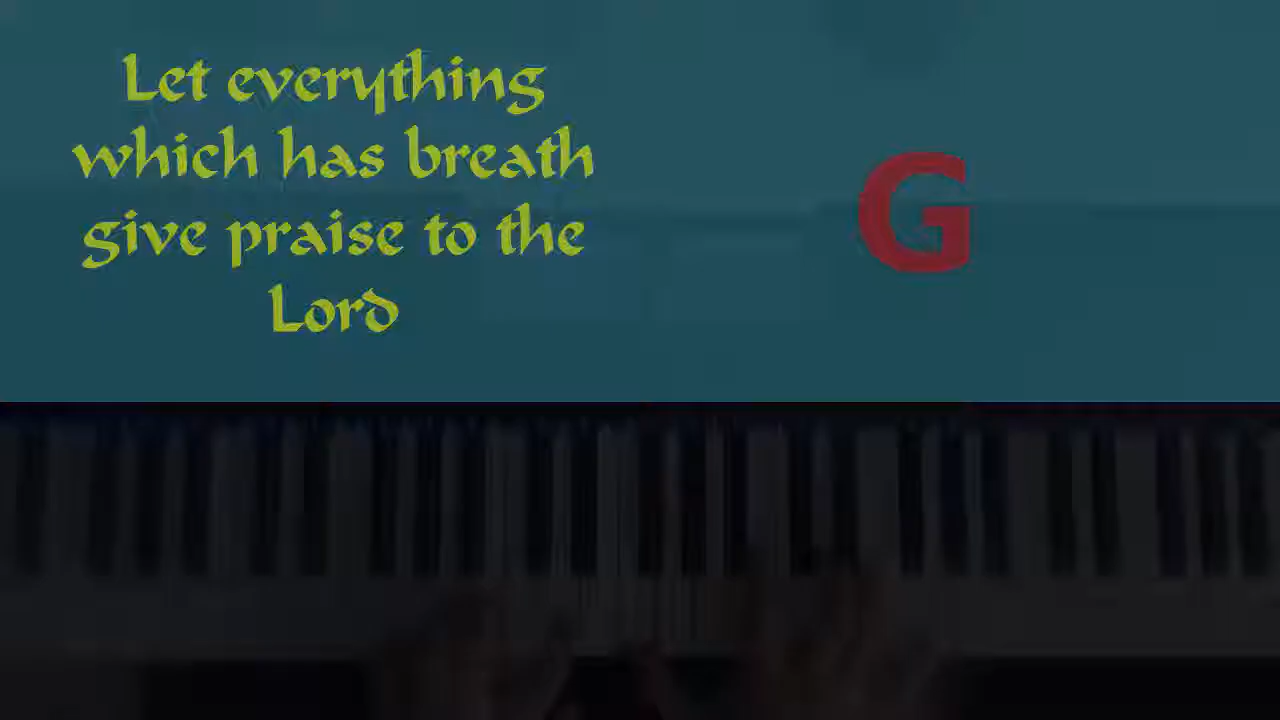 Let everything
which has breath
give praise to the
Lord
G